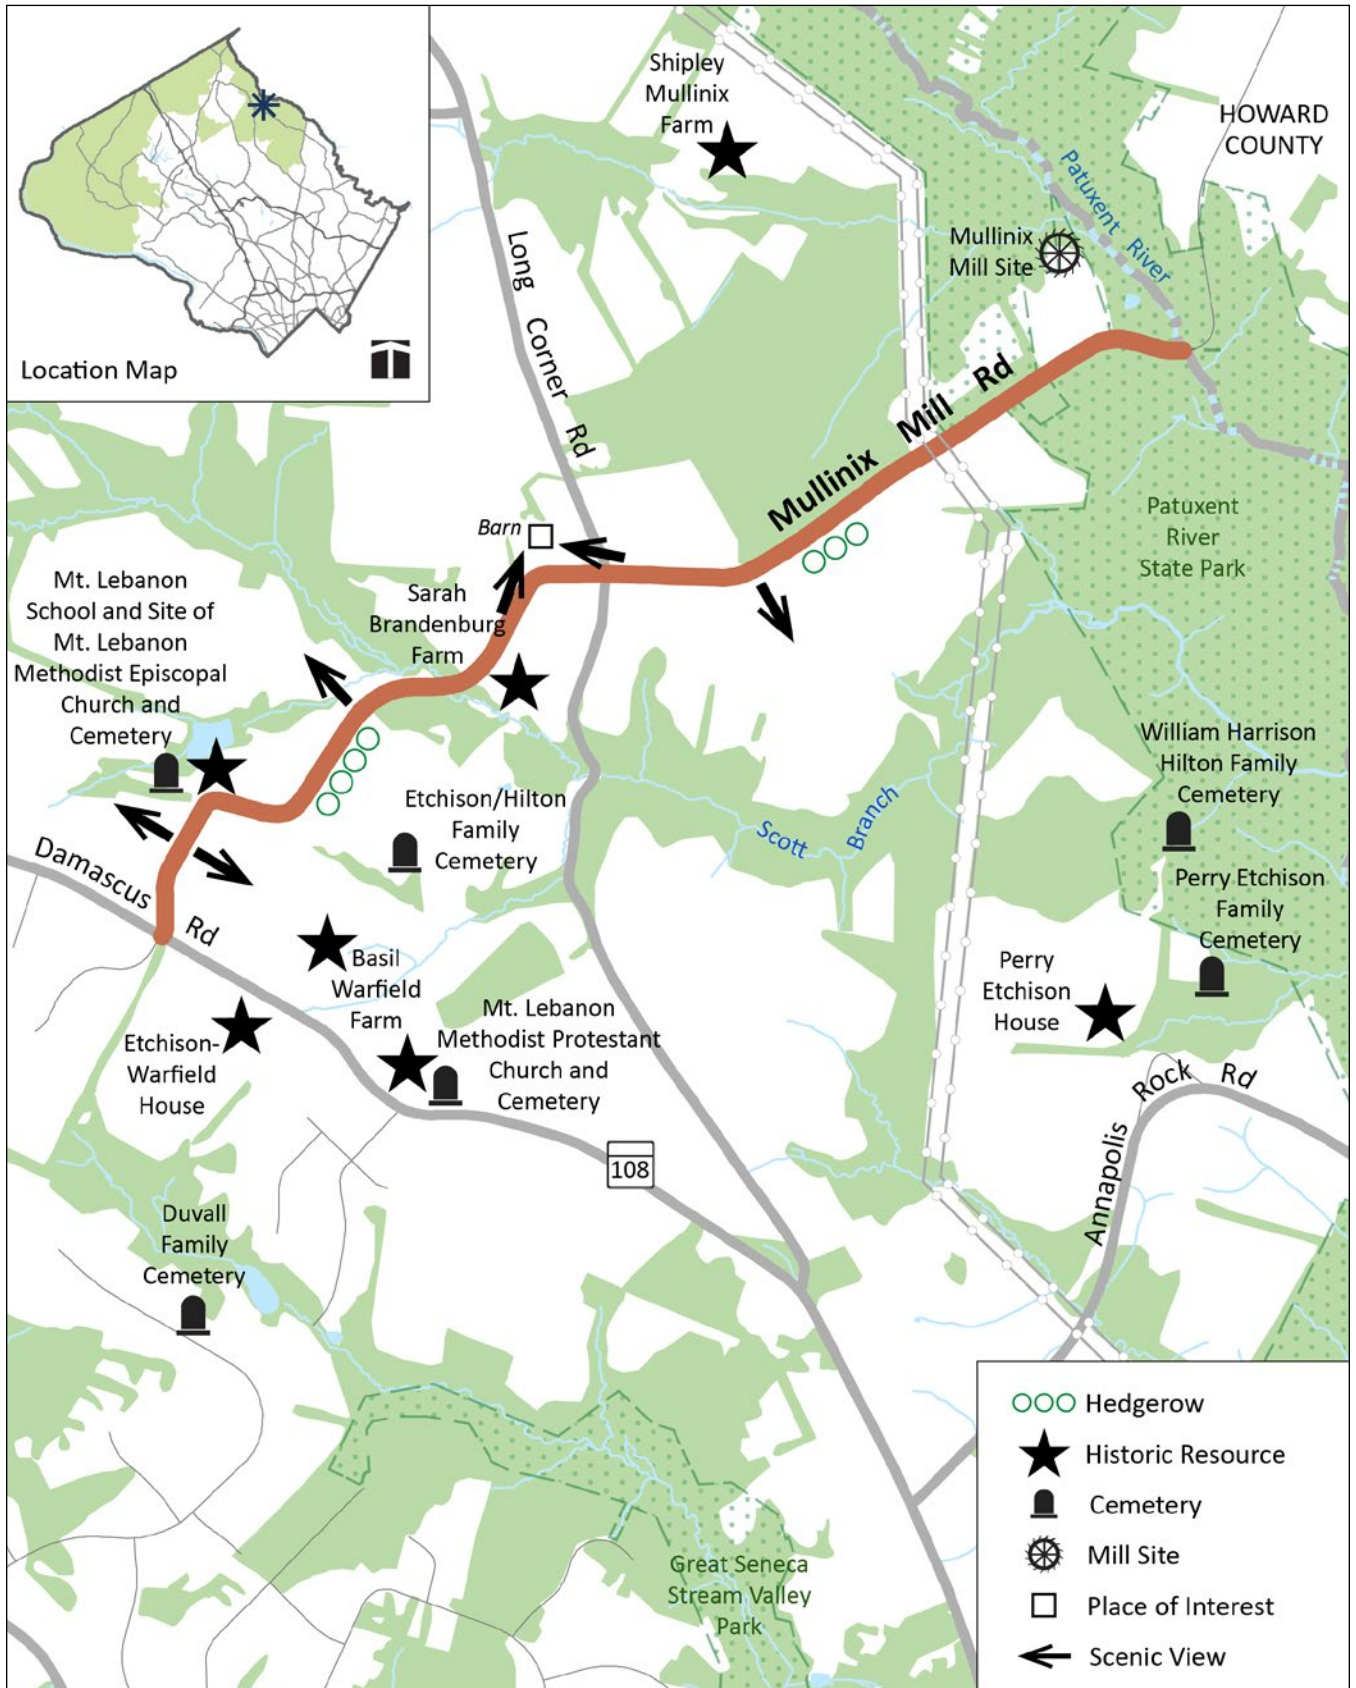 Location Map
Shipley
Mullinix
Farm
HOWARD
COUNTY
Patuxent River
Mullinix
Mill Site
Long Corner Rd
Mullinix Mill Rd
Barn
Patuxent
River
State Park
Mt. Lebanon
School and Site of
Mt. Lebanon
Methodist Episcopal
Church and
Cemetery
Sarah
Brandenburg
Farm
William Harrison
Hilton Family
Cemetery
Etchison/Hilton
Family
Cemetery
Scott Branch
Damascus Rd
Perry Etchison
Family
Cemetery
Basil
Warfield
Farm
Perry
Etchison
House
Etchison-
Warfield
House
Mt. Lebanon
Methodist Protestant
Church and
Cemetery
Annapolis Rock Rd
108
Duvall
Family
Cemetery
Great Seneca
Stream Valley
Park
Hedgerow
Historic Resource
Cemetery
Mill Site
Place of Interest
Scenic View